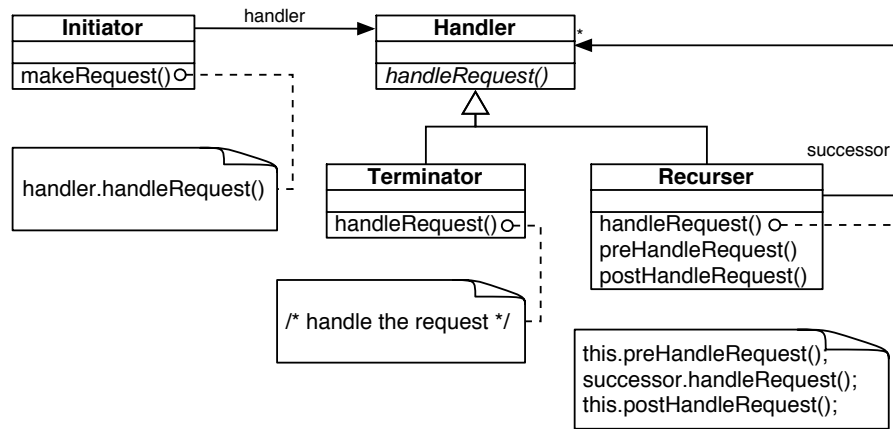 Initiator
handler
Handler
*
makeRequest()
handleRequest()
handler.handleRequest()
successor
Terminator
Recurser
handleRequest()
handleRequest()
preHandleRequest()
postHandleRequest()
/* handle the request */
this.preHandleRequest();
successor.handleRequest();
this.postHandleRequest();